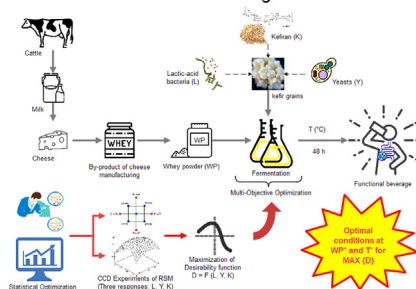 Kefiran (K)
Cattle
Lactic-acid
bacteria (L)
Yeasts (Y)
kefir grains
Milk
WHEY
WP
T (°C)
48 h
Cheese
By-product of cheese
manufacturing
Whey powder (WP)
Fermentation
Functional beverage
Multi-Objective Optimization
Maximization of
Desirability function
D = F (L, Y, K)
Optimal
conditions at
WP* and T* for
MAX (D)
CCD Experiments of RSM
(Three responses: L, Y, K)
Statistical Optimization